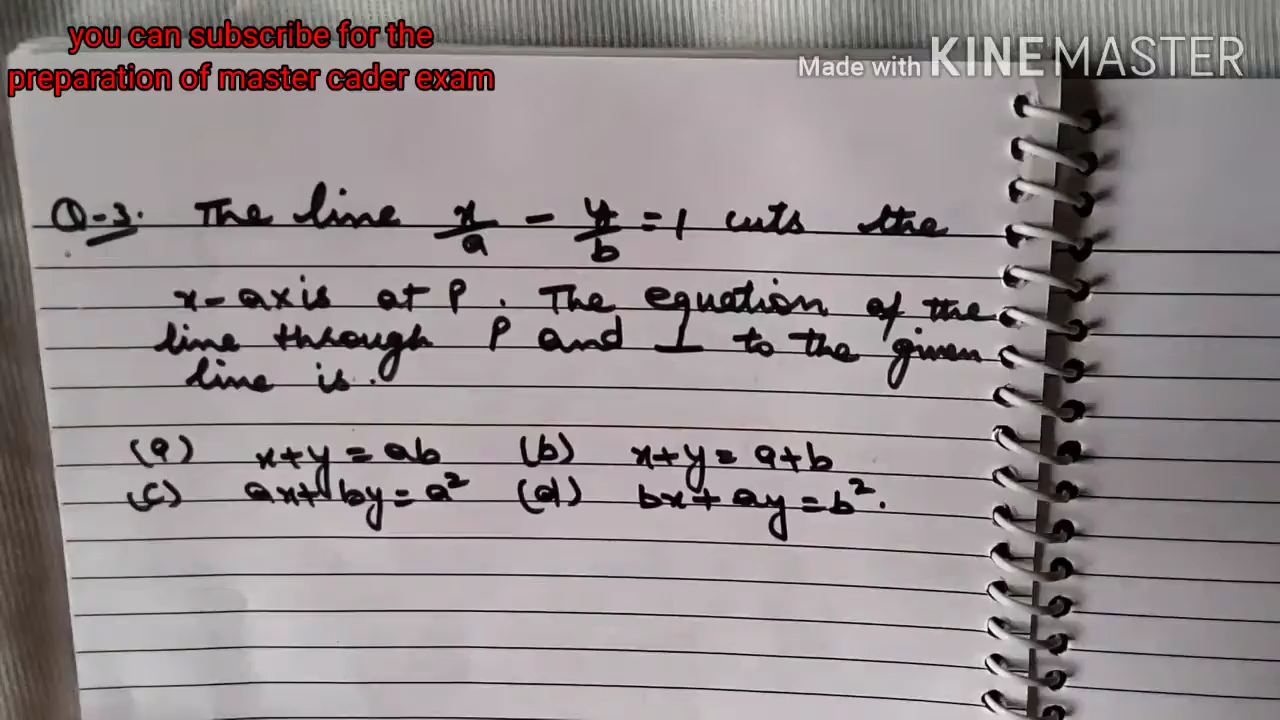 you can subscribe for the
preparation of master cader exam
Made with KINEMASTER
Q-3. The line x/a - y/b = 1 cuts the
x-axis at P. The equation of the
line through P and ⊥ to the given
line is.
(a) x+y = ab (b) x+y = a+b
(c) ax+by = a² (d) bx+ay = b².